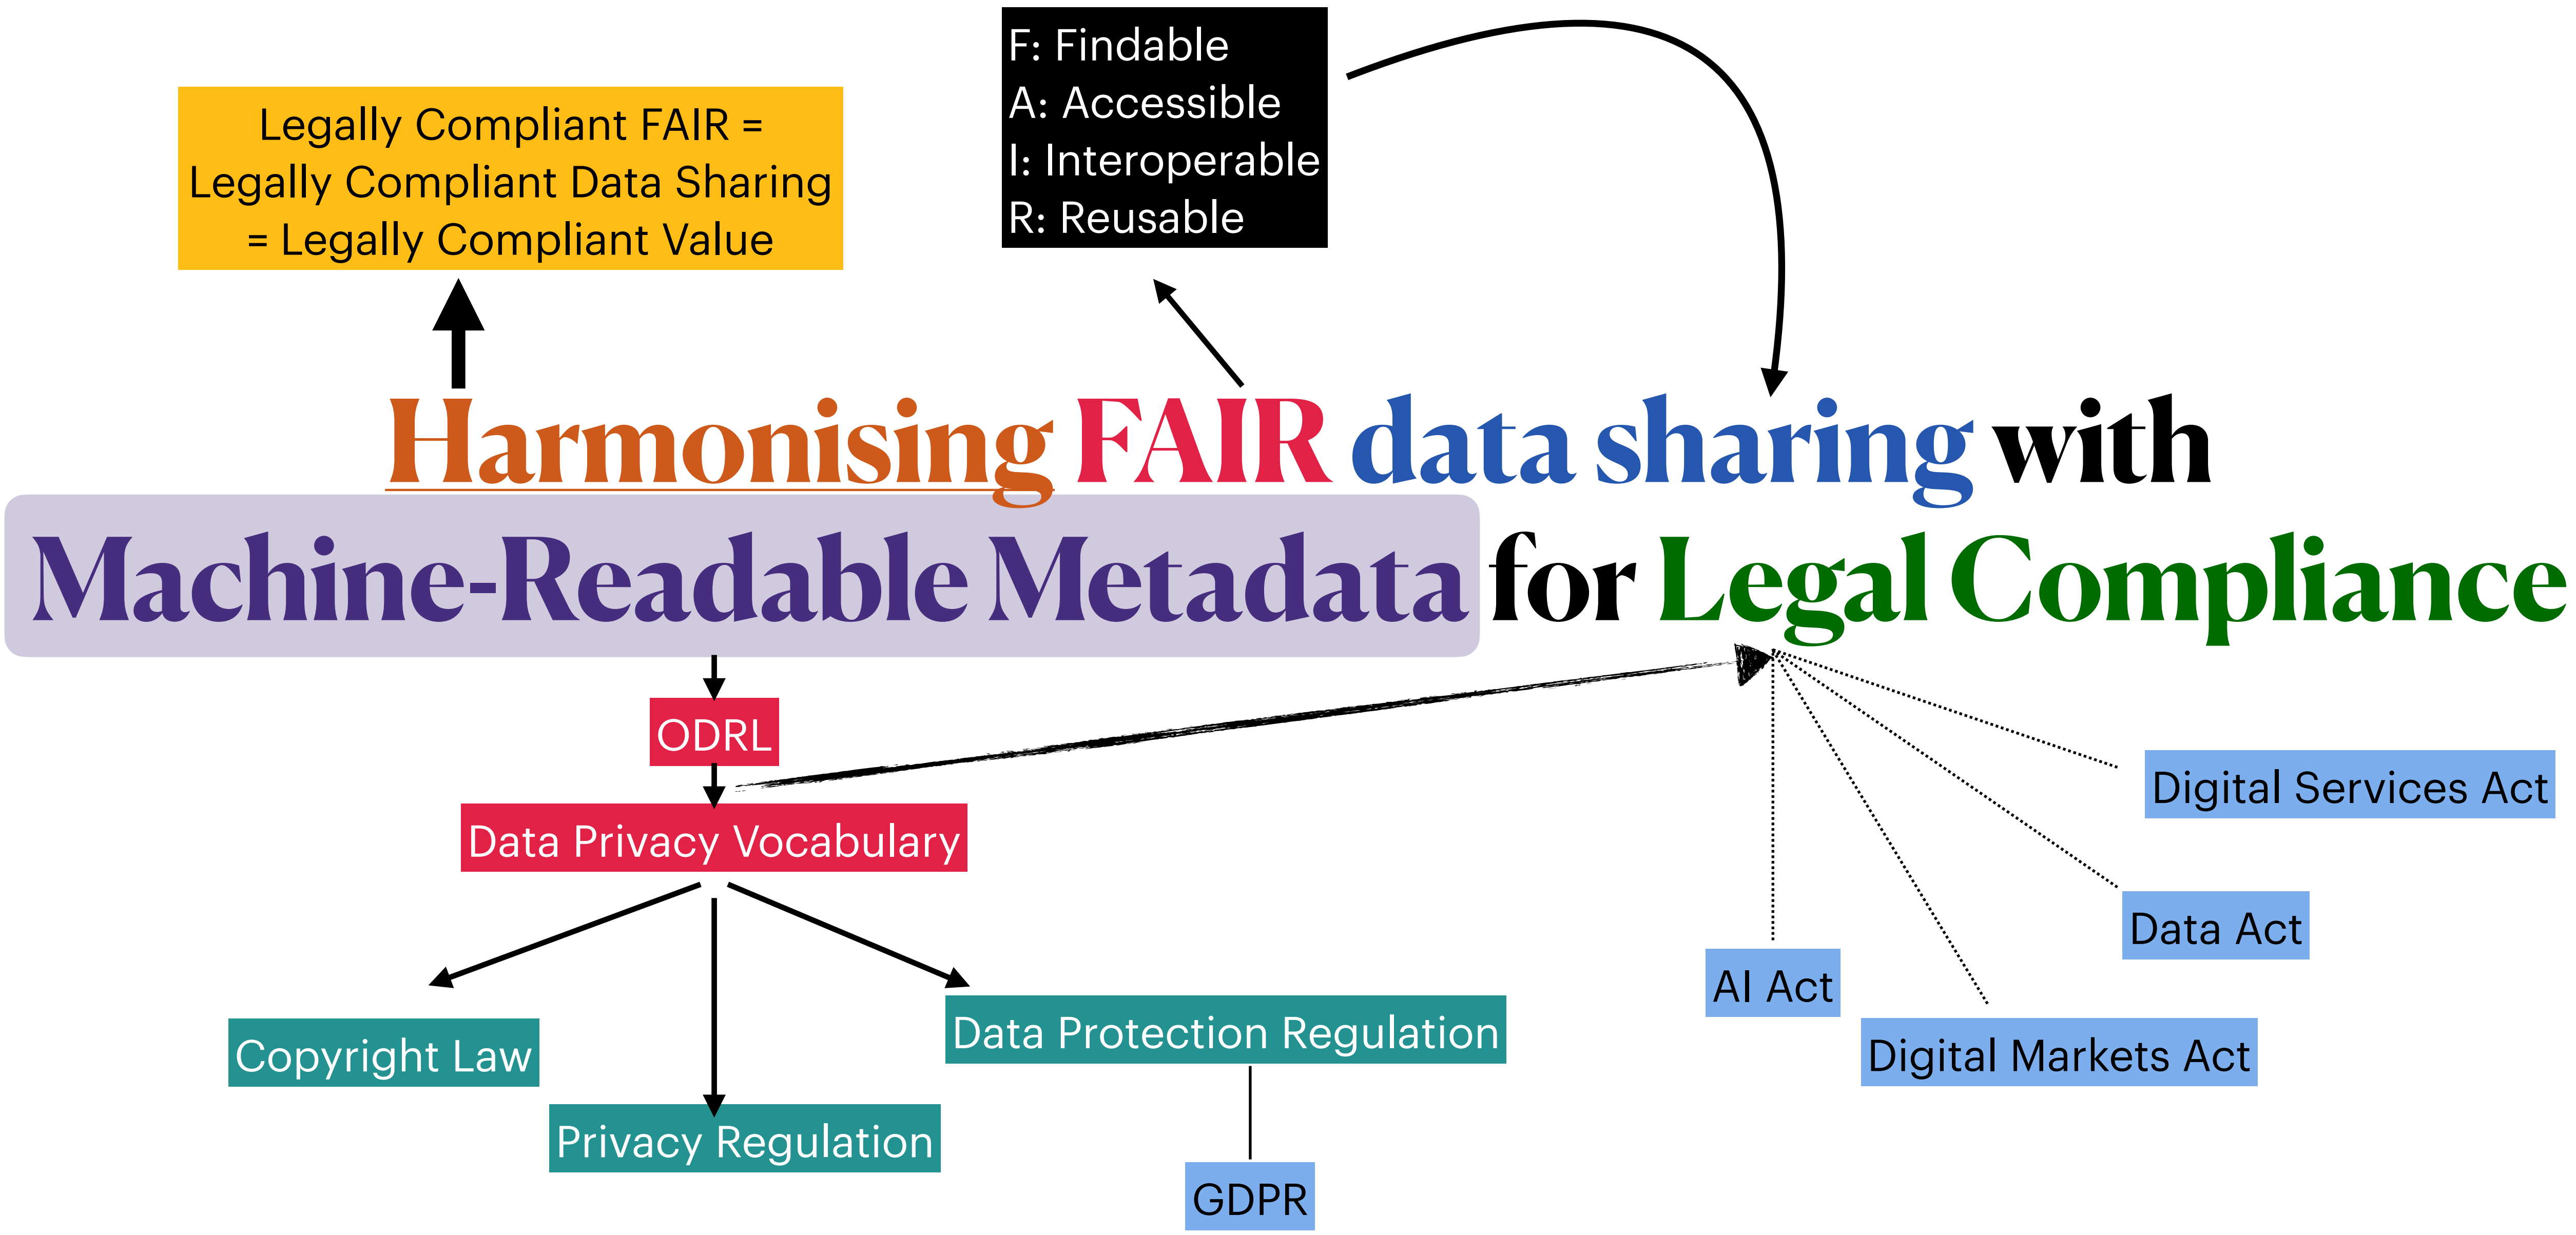 F: Findable
A: Accessible
I: Interoperable
R: Reusable
Legally Compliant FAIR =
Legally Compliant Data Sharing
= Legally Compliant Value
Harmonising FAIR data sharing with
Machine-Readable Metadata for Legal Compliance
ODRL
Data Privacy Vocabulary
Copyright Law
Privacy Regulation
Data Protection Regulation
GDPR
Digital Services Act
Data Act
AI Act
Digital Markets Act